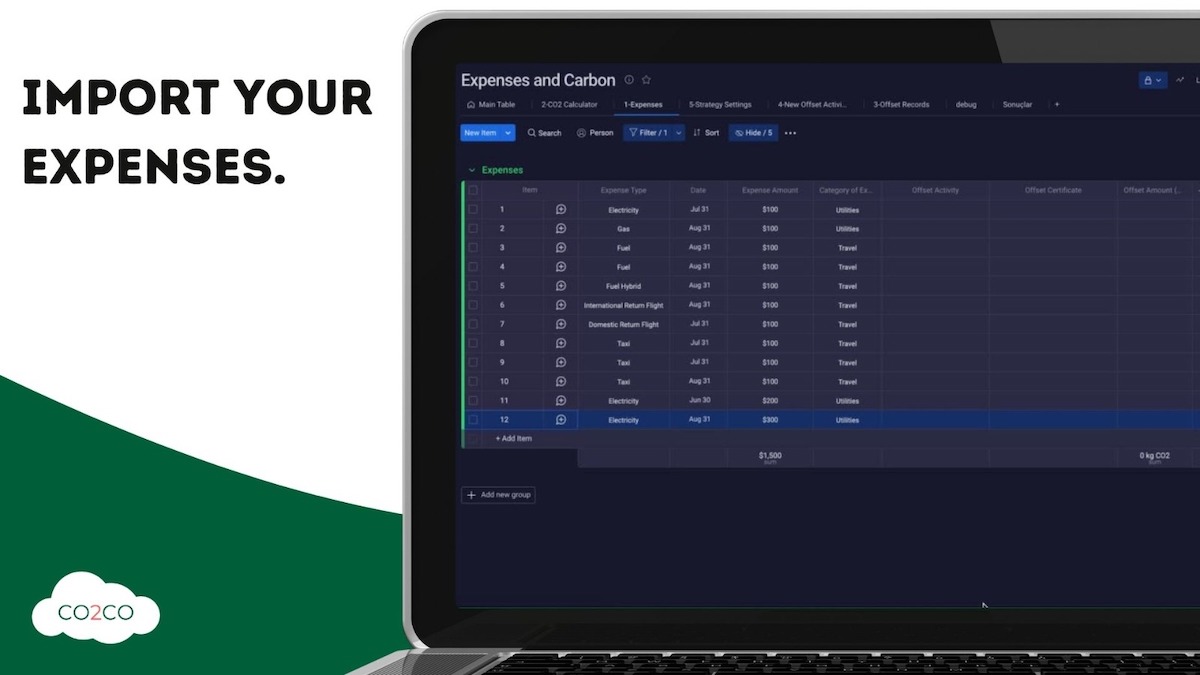 IMPORT YOUR
EXPENSES.
CO2CO
Expenses and Carbon
Main Table 2-CO2 Calculator 1-Expenses 5-Strategy Settings 4-New Offset Activi... 3-Offset Records debug Sonuçlar +
New Item Search Person Filter / 1 Sort Hide / 5
Expenses
Item Expense Type Date Expense Amount Category of Ex... Offset Activity Offset Certificate Offset Amount (...
1 Electricity Jul 31 $100 Utilities
2 Gas Aug 31 $100 Utilities
3 Fuel Aug 31 $100 Travel
4 Fuel Aug 31 $100 Travel
5 Fuel Hybrid Aug 31 $100 Travel
6 International Return Flight Aug 31 $100 Travel
7 Domestic Return Flight Jul 31 $100 Travel
8 Taxi Jul 31 $100 Travel
9 Taxi Jul 31 $100 Travel
10 Taxi Aug 31 $100 Travel
11 Electricity Jun 30 $200 Utilities
12 Electricity Aug 31 $300 Utilities
+ Add Item
$1,500 0 kg CO2
sum sum
+ Add new group